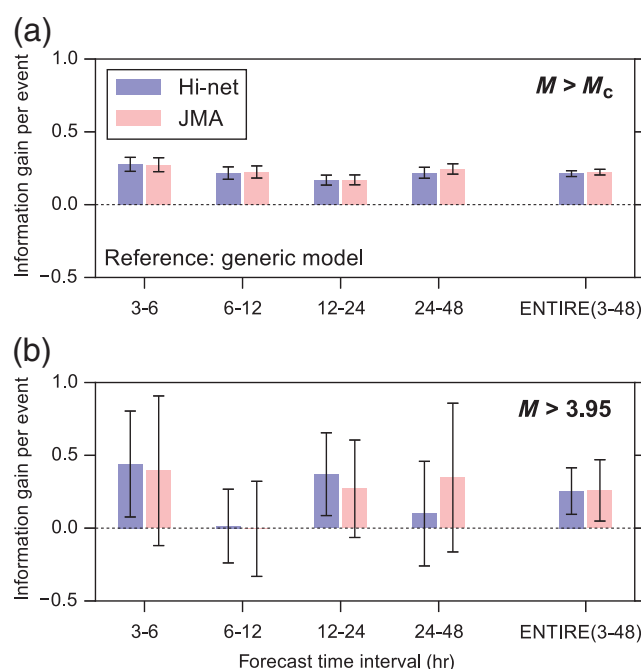 (a)
Information gain per event
1.0
0.5
0.0
−0.5
Hi-net
JMA
M > Mc
Reference: generic model
3-6
6-12
12-24
24-48
ENTIRE(3-48)
(b)
Information gain per event
1.0
0.5
0.0
−0.5
M > 3.95
3-6
6-12
12-24
24-48
ENTIRE(3-48)
Forecast time interval (hr)